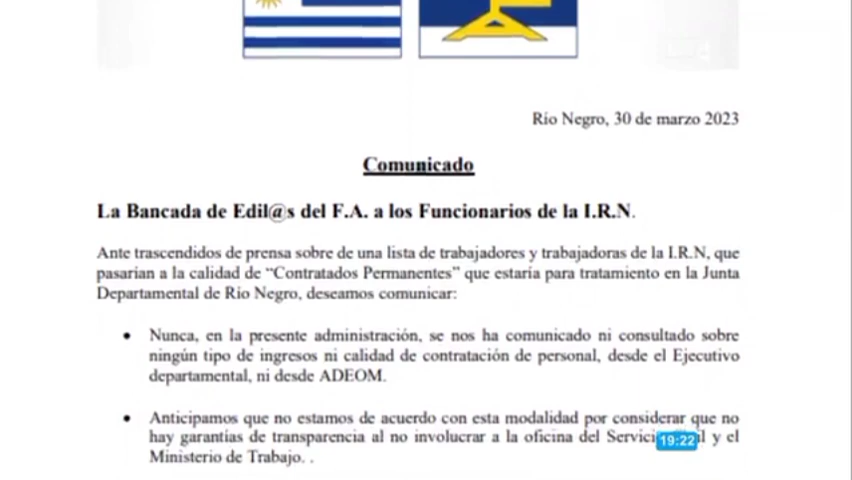 Río Negro, 30 de marzo 2023
Comunicado
La Bancada de Edil@s del F.A. a los Funcionarios de la I.R.N.
Ante trascendidos de prensa sobre de una lista de trabajadores y trabajadoras de la I.R.N, que
pasarían a la calidad de “Contratados Permanentes” que estaría para tratamiento en la Junta
Departamental de Río Negro, deseamos comunicar:
• Nunca, en la presente administración, se nos ha comunicado ni consultado sobre
ningún tipo de ingresos ni calidad de contratación de personal, desde el Ejecutivo
departamental, ni desde ADEOM.
• Anticipamos que no estamos de acuerdo con esta modalidad por considerar que no
hay garantías de transparencia al no involucrar a la oficina del y el
19:22
Ministerio de Trabajo. .